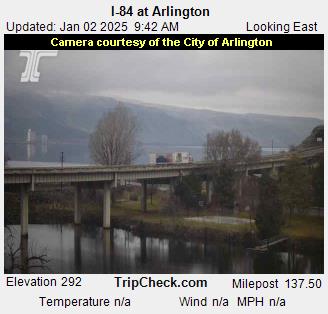 I-84 at Arlington
Updated: Jan 02 2025 9:42 AM Looking East
Camera courtesy of the City of Arlington
Elevation 292 TripCheck.com Milepost 137.50
Temperature n/a Wind n/a MPH n/a